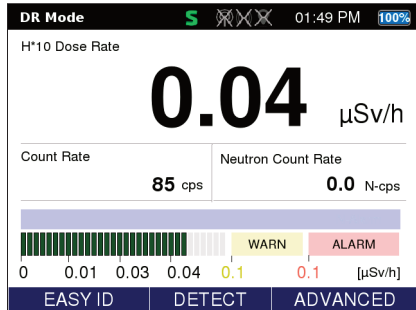 DR Mode S 01:49 PM 100%
H*10 Dose Rate
0.04 µSv/h
Count Rate Neutron Count Rate
85 cps 0.0 N-cps
WARN ALARM
0 0.01 0.03 0.04 0.1 0.1 [µSv/h]
EASY ID DETECT ADVANCED